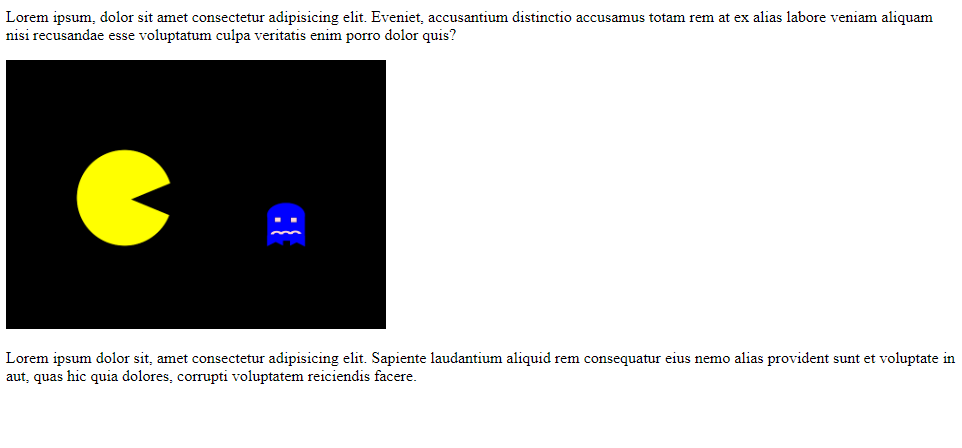 Lorem ipsum, dolor sit amet consectetur adipisicing elit. Eveniet, accusantium distinctio accusamus totam rem at ex alias labore veniam aliquam
nisi recusandae esse voluptatum culpa veritatis enim porro dolor quis?
Lorem ipsum dolor sit, amet consectetur adipisicing elit. Sapiente laudantium aliquid rem consequatur eius nemo alias provident sunt et voluptate in
aut, quas hic quia dolores, corrupti voluptatem reiciendis facere.